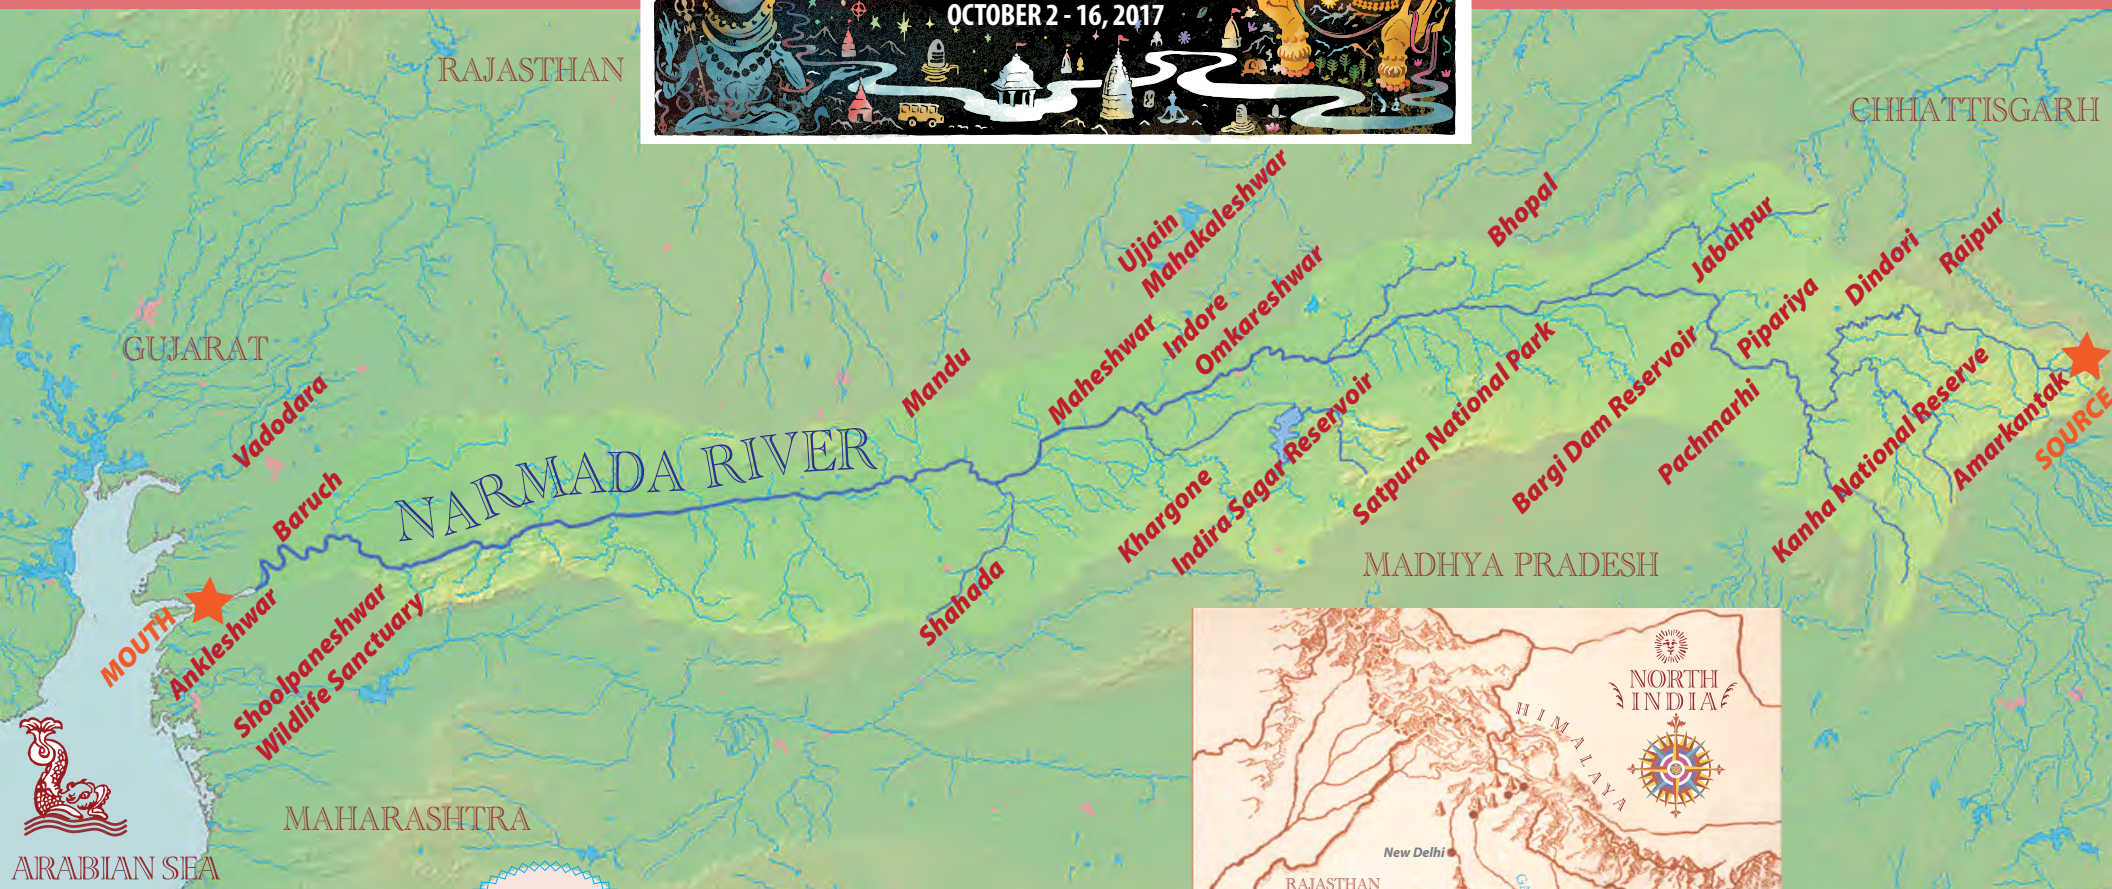 OCTOBER 2 - 16, 2017
RAJASTHAN
CHHATTISGARH
GUJARAT
Vadodara
Baruch
NARMADA RIVER
Mandu
Maheshwar
Ujjain
Mahakaleshwar
Indore
Omkareshwar
Bhopal
Jabalpur
Pipariya
Dindori
Raipur
MOUTH
Ankleshwar
Shoolpaneshwar
Wildlife Sanctuary
Shahada
Khargone
Indira Sagar Reservoir
Satpura National Park
Bargi Dam Reservoir
Pachmarhi
Kanha National Reserve
Amarkantak
SOURCE
MADHYA PRADESH
MAHARASHTRA
ARABIAN SEA
NORTH
INDIA
HIMALAYA
New Delhi
RAJASTHAN